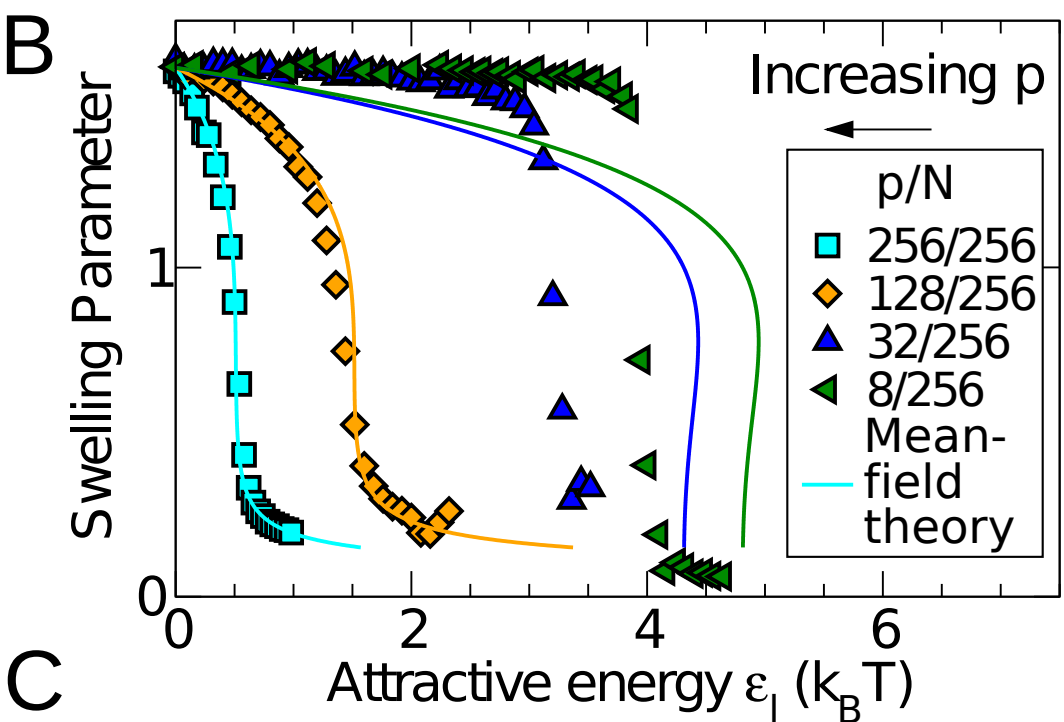 B
Swelling Parameter
1
0
Increasing p
p/N
256/256
128/256
32/256
8/256
Mean-
field
theory
0 2 4 6
Attractive energy ε_l (k_BT)
C